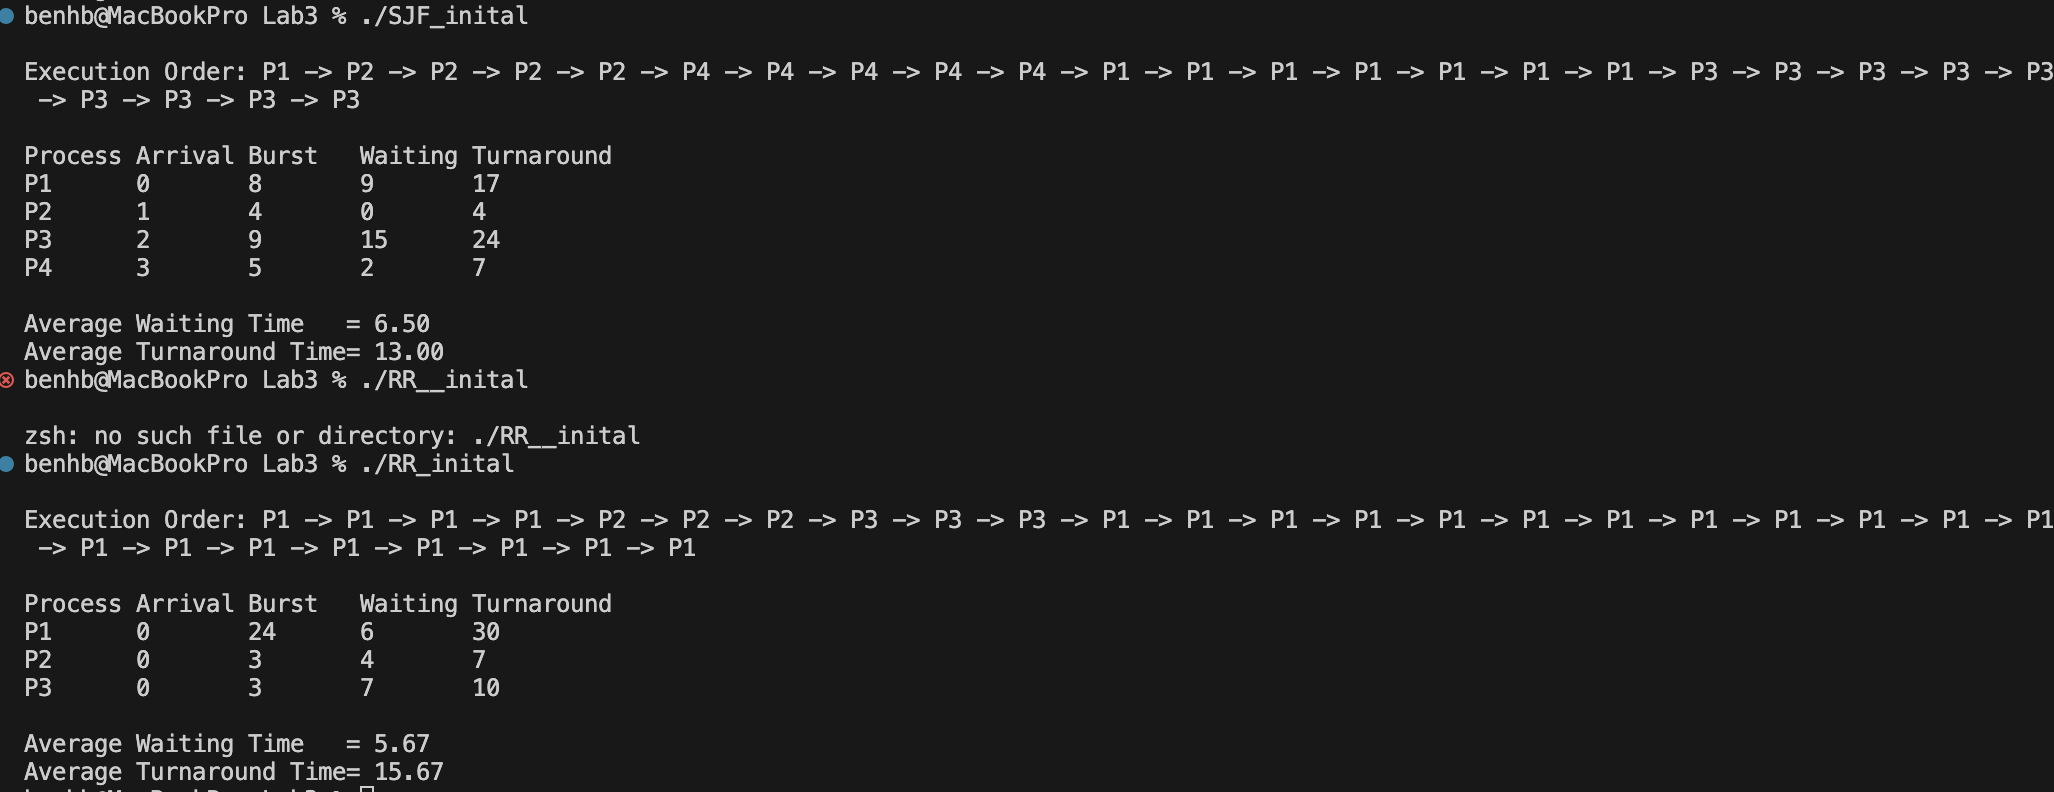 benhb@MacBookPro Lab3 % ./SJF_inital
Execution Order: P1 -> P2 -> P2 -> P2 -> P2 -> P4 -> P4 -> P4 -> P4 -> P4 -> P1 -> P1 -> P1 -> P1 -> P1 -> P1 -> P1 -> P3 -> P3 -> P3 -> P3 -> P3
-> P3 -> P3 -> P3 -> P3
Process Arrival Burst Waiting Turnaround
P1 0 8 9 17
P2 1 4 0 4
P3 2 9 15 24
P4 3 5 2 7
Average Waiting Time = 6.50
Average Turnaround Time= 13.00
benhb@MacBookPro Lab3 % ./RR__inital
zsh: no such file or directory: ./RR__inital
benhb@MacBookPro Lab3 % ./RR_inital
Execution Order: P1 -> P1 -> P1 -> P1 -> P2 -> P2 -> P2 -> P3 -> P3 -> P3 -> P1 -> P1 -> P1 -> P1 -> P1 -> P1 -> P1 -> P1 -> P1 -> P1 -> P1 -> P1
-> P1 -> P1 -> P1 -> P1 -> P1 -> P1 -> P1 -> P1
Process Arrival Burst Waiting Turnaround
P1 0 24 6 30
P2 0 3 4 7
P3 0 3 7 10
Average Waiting Time = 5.67
Average Turnaround Time= 15.67